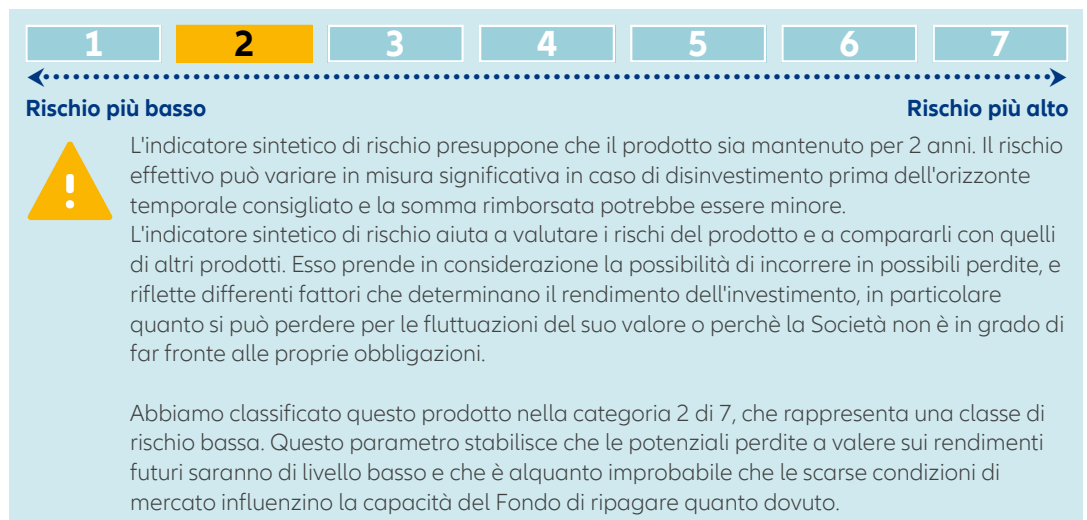 1 2 3 4 5 6 7
Rischio più basso Rischio più alto
L'indicatore sintetico di rischio presuppone che il prodotto sia mantenuto per 2 anni. Il rischio
effettivo può variare in misura significativa in caso di disinvestimento prima dell'orizzonte
temporale consigliato e la somma rimborsata potrebbe essere minore.
L'indicatore sintetico di rischio aiuta a valutare i rischi del prodotto e a compararli con quelli
di altri prodotti. Esso prende in considerazione la possibilità di incorrere in possibili perdite, e
riflette differenti fattori che determinano il rendimento dell'investimento, in particolare
quanto si può perdere per le fluttuazioni del suo valore o perchè la Società non è in grado di
far fronte alle proprie obbligazioni.
Abbiamo classificato questo prodotto nella categoria 2 di 7, che rappresenta una classe di
rischio bassa. Questo parametro stabilisce che le potenziali perdite a valere sui rendimenti
futuri saranno di livello basso e che è alquanto improbabile che le scarse condizioni di
mercato influenzino la capacità del Fondo di ripagare quanto dovuto.